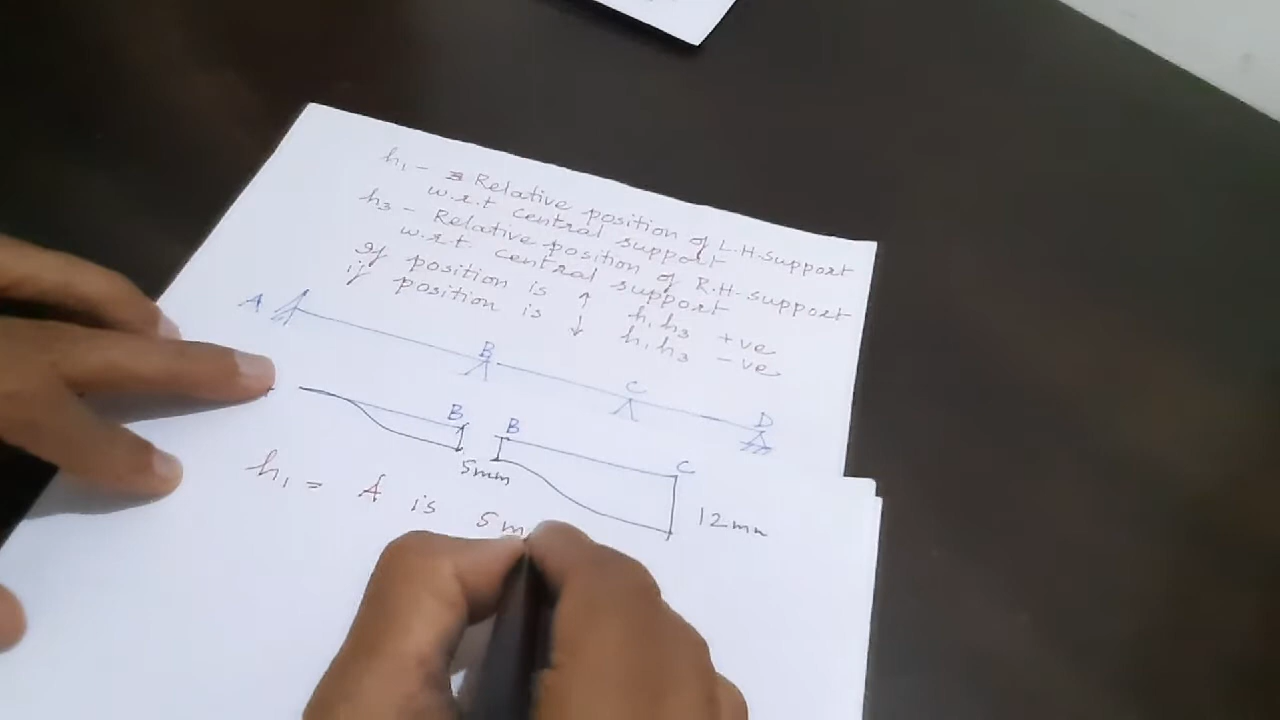 h1 - Relative position of L.H-support
w.r.t central support
h3 - Relative position of R.H-support
w.r.t. central support
If position is ↑ h1 h3 +ve
if position is ↓ h1 h3 -ve
A B C D
B B C
5mm 12mm
h1 = A is 5m